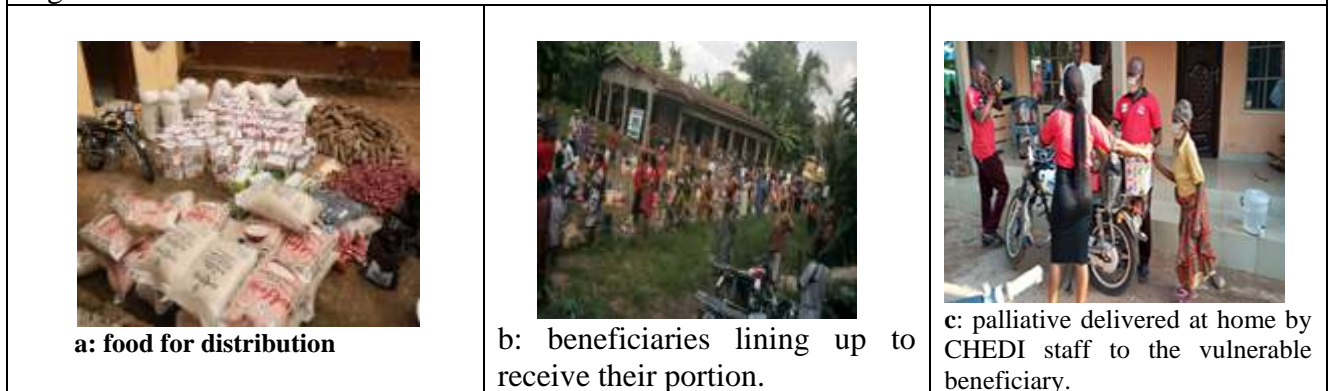 a: food for distribution
b: beneficiaries lining up to
receive their portion.
c: palliative delivered at home by
CHEDI staff to the vulnerable
beneficiary.